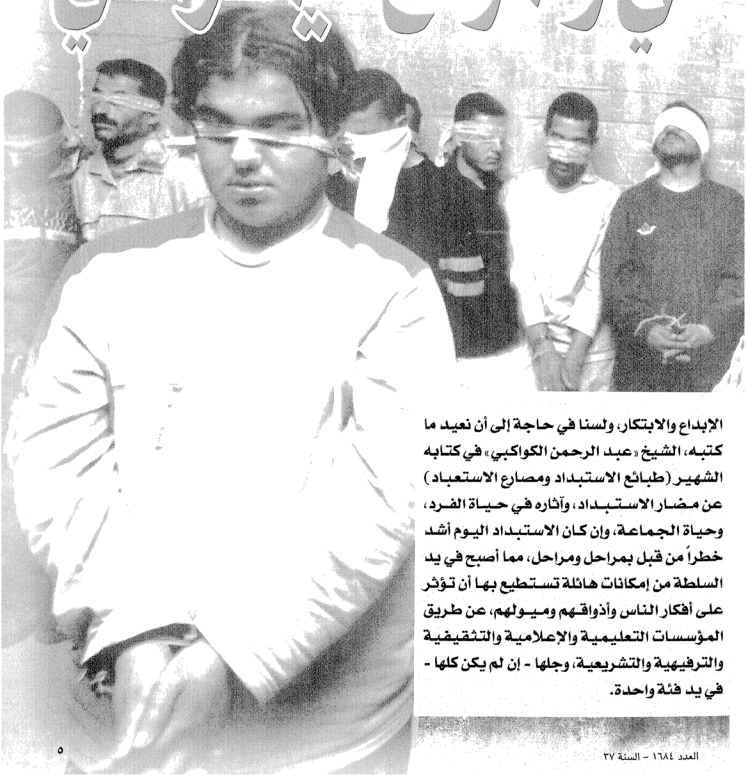 الإبداع والابتكار، ولسنا في حاجة إلى أن نعيد ما
كتبه، الشيخ «عبد الرحمن الكواكبي» في كتابه
الشهير (طبائع الاستبداد ومصارع الاستعباد)
عن مضار الاستبداد، وآثاره في حياة الفرد،
وحياة الجماعة، وإن كان الاستبداد اليوم أشد
خطراً من قبل بمراحل ومراحل، مما أصبح في يد
السلطة من إمكانات هائلة تستطيع بها أن تؤثر
على أفكار الناس وأذواقهم وميولهم، عن طريق
المؤسسات التعليمية والإعلامية والتثقيفية
والترفيهية والتشريعية، وجلها - إن لم يكن كلها -
في يد فئة واحدة.
العدد ١٦٨٤ - السنة ٣٧
٥